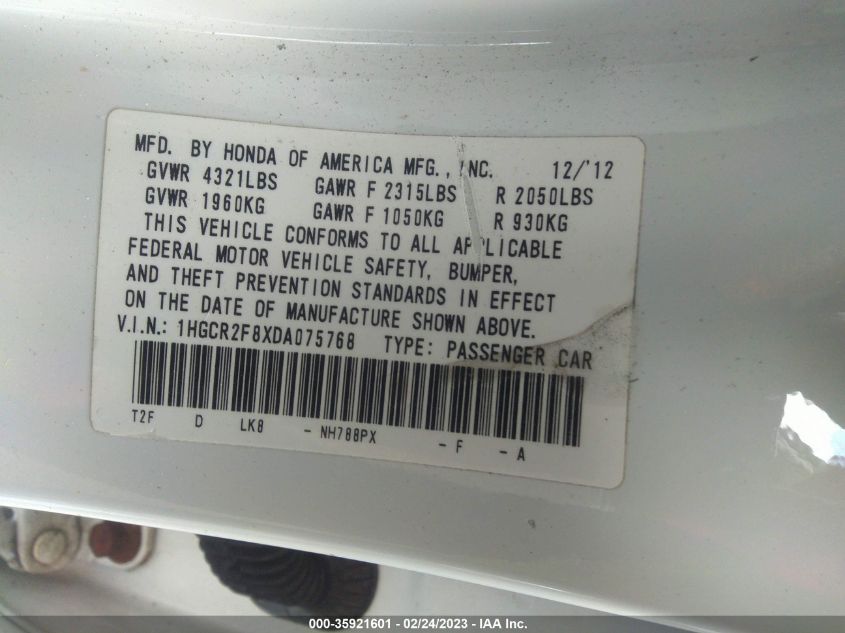 MFD. BY HONDA OF AMERICA MFG., INC. 12/'12
GVWR 4321LBS GAWR F 2315LBS R 2050LBS
GVWR 1960KG GAWR F 1050KG R 930KG
THIS VEHICLE CONFORMS TO ALL APPLICABLE
FEDERAL MOTOR VEHICLE SAFETY, BUMPER,
AND THEFT PREVENTION STANDARDS IN EFFECT
ON THE DATE OF MANUFACTURE SHOWN ABOVE.
V.I.N.: 1HGCR2F8XDA075768 TYPE: PASSENGER CAR
T2F D LK8 - NH788PX - F - A
000-35921601 / 02/24/2023 - IAA Inc.